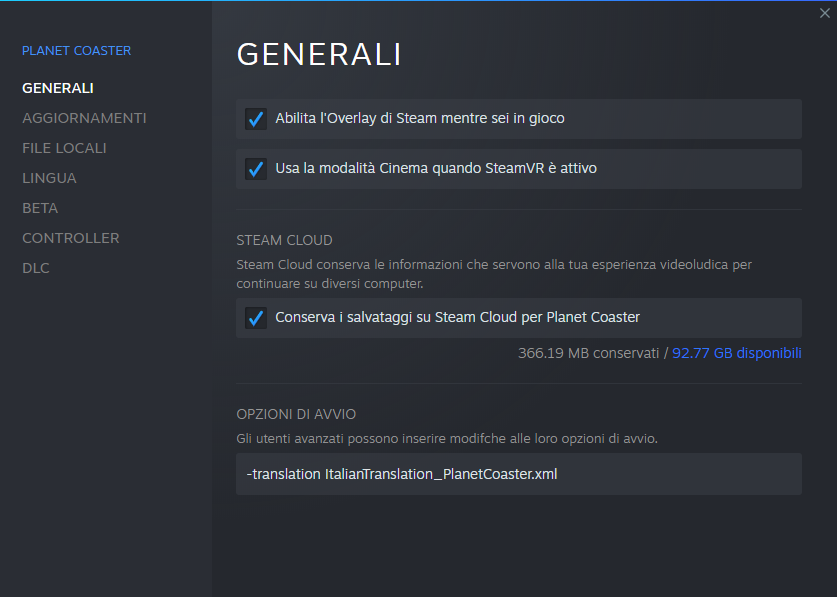 PLANET COASTER
GENERALI
AGGIORNAMENTI
FILE LOCALI
LINGUA
BETA
CONTROLLER
DLC
GENERALI
Abilita l'Overlay di Steam mentre sei in gioco
Usa la modalità Cinema quando SteamVR è attivo
STEAM CLOUD
Steam Cloud conserva le informazioni che servono alla tua esperienza videoludica per
continuare su diversi computer.
Conserva i salvataggi su Steam Cloud per Planet Coaster
366.19 MB conservati / 92.77 GB disponibili
OPZIONI DI AVVIO
Gli utenti avanzati possono inserire modifche alle loro opzioni di avvio.
-translation ItalianTranslation_PlanetCoaster.xml